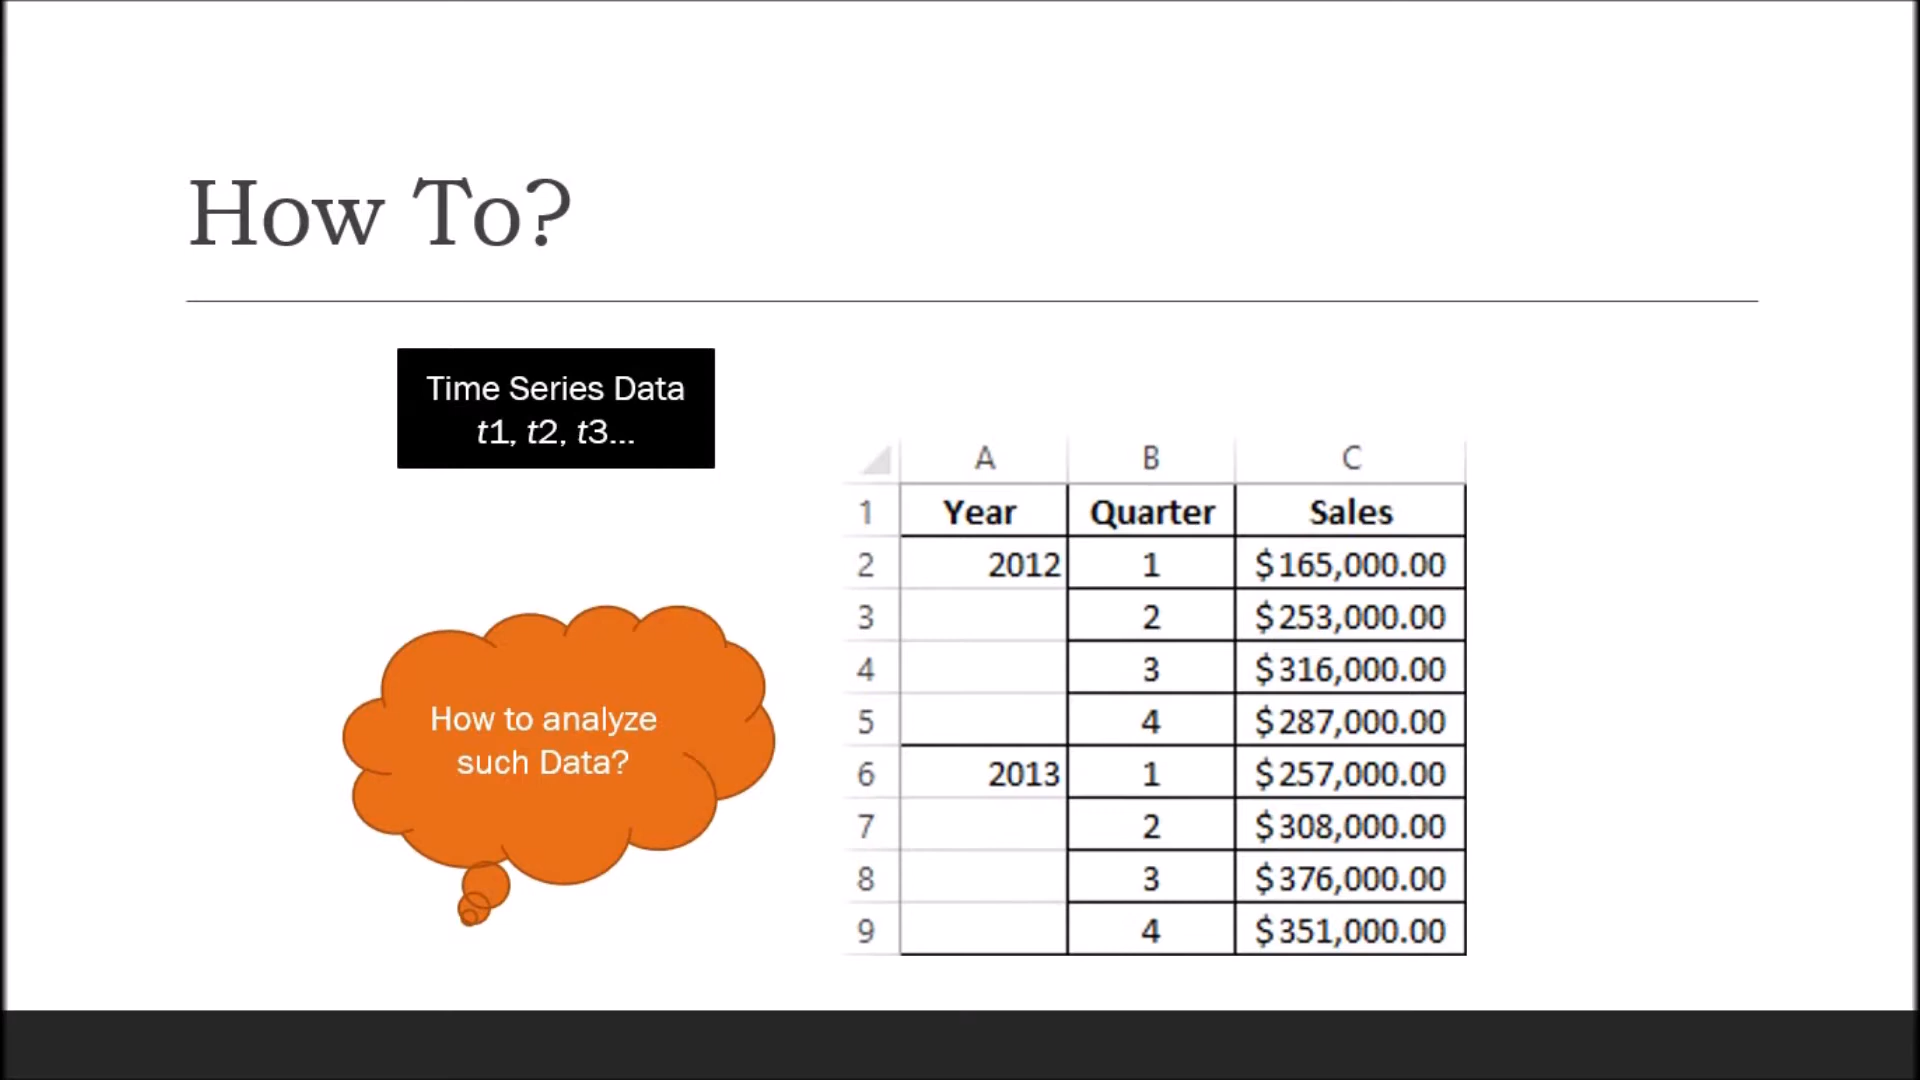 How To?
Time Series Data
t1, t2, t3...
How to analyze
such Data?
A B C
1 Year Quarter Sales
2 2012 1 $165,000.00
3 2 $253,000.00
4 3 $316,000.00
5 4 $287,000.00
6 2013 1 $257,000.00
7 2 $308,000.00
8 3 $376,000.00
9 4 $351,000.00